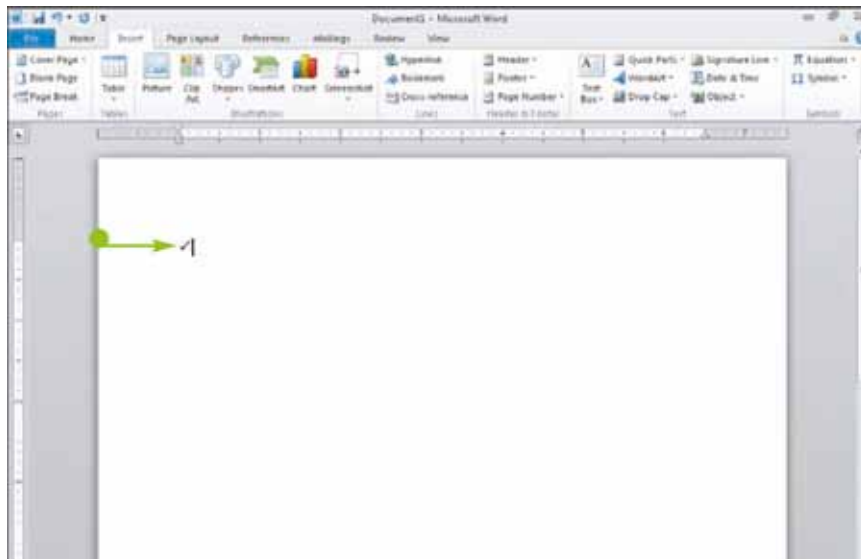 Document3 - Microsoft Word
File Home Insert Page Layout References Mailings Review View
Cover Page Hyperlink Header Quick Parts Signature Line Equation
Blank Page Bookmark Footer WordArt Date & Time Symbol
Page Break Table Picture Clip Art Shapes SmartArt Chart Screenshot Cross-reference Page Number Text Box Drop Cap Object
Pages Tables Illustrations Links Header & Footer Text Symbols
✓